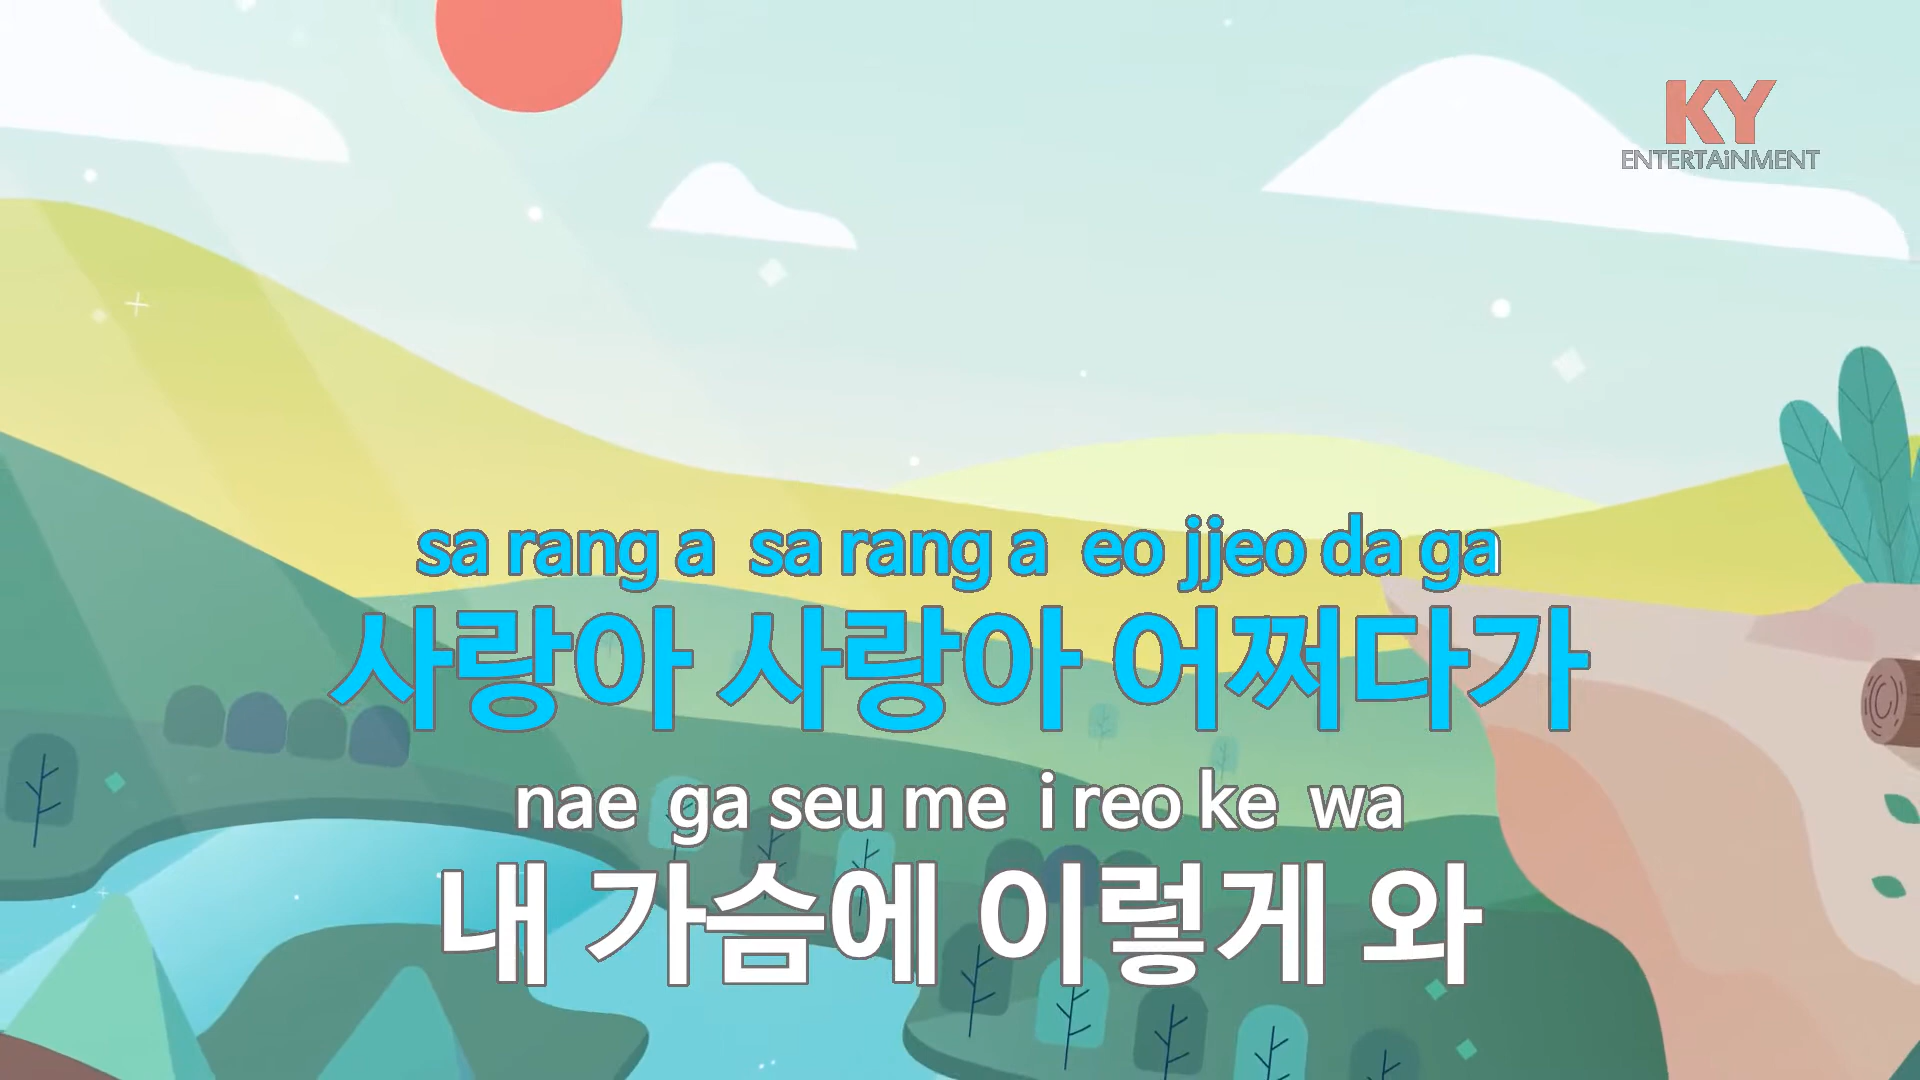 KY
ENTERTAiNMENT
sa rang a sa rang a eo jjeo da ga
사랑아 사랑아 어쩌다가
nae ga seu me i reo ke wa
내 가슴에 이렇게 와